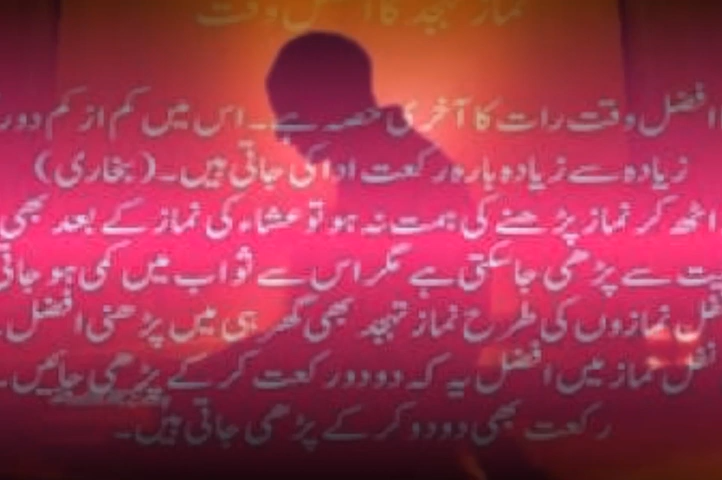 نماز تہجد کا افضل وقت
افضل وقت رات کا آخری حصہ ہے۔ اس میں کم از کم دور
زیادہ سے زیادہ بارہ رکعت ادا کی جاتی ہیں۔ (بخاری)
اٹھ کر نماز پڑھنے کی ہمت نہ ہو تو عشاء کی نماز کے بعد بھی
یت سے پڑھی جا سکتی ہے مگر اس سے ثواب میں کمی ہو جاتی
نفل نمازوں کی طرح نماز تہجد بھی گھر ہی میں پڑھنی افضل
نفل نماز میں افضل یہ کہ دو دو رکعت کر کے پڑھی جائیں۔
رکعت بھی دو دو کر کے پڑھی جاتی ہیں۔